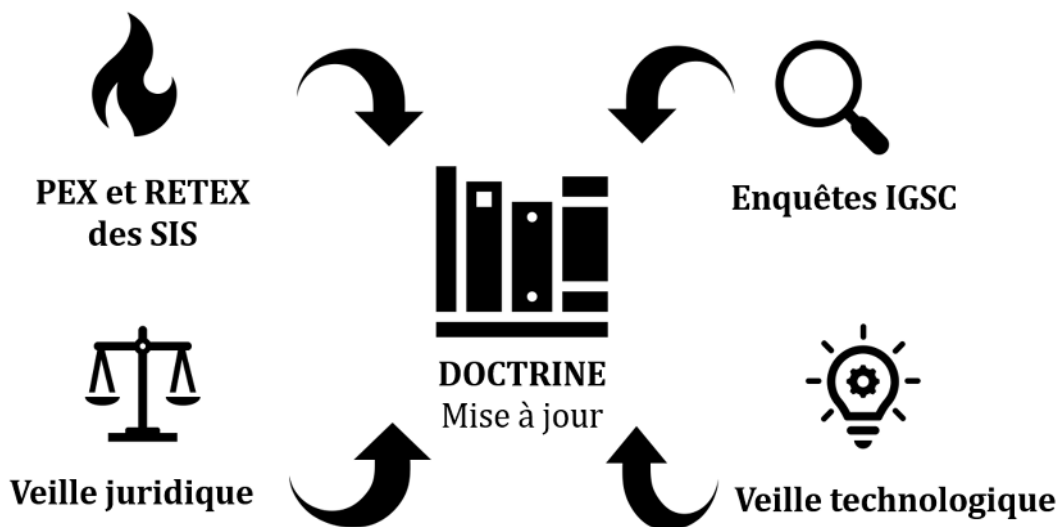 PEX et RETEX
des SIS
Enquêtes IGSC
DOCTRINE
Mise à jour
Veille juridique
Veille technologique